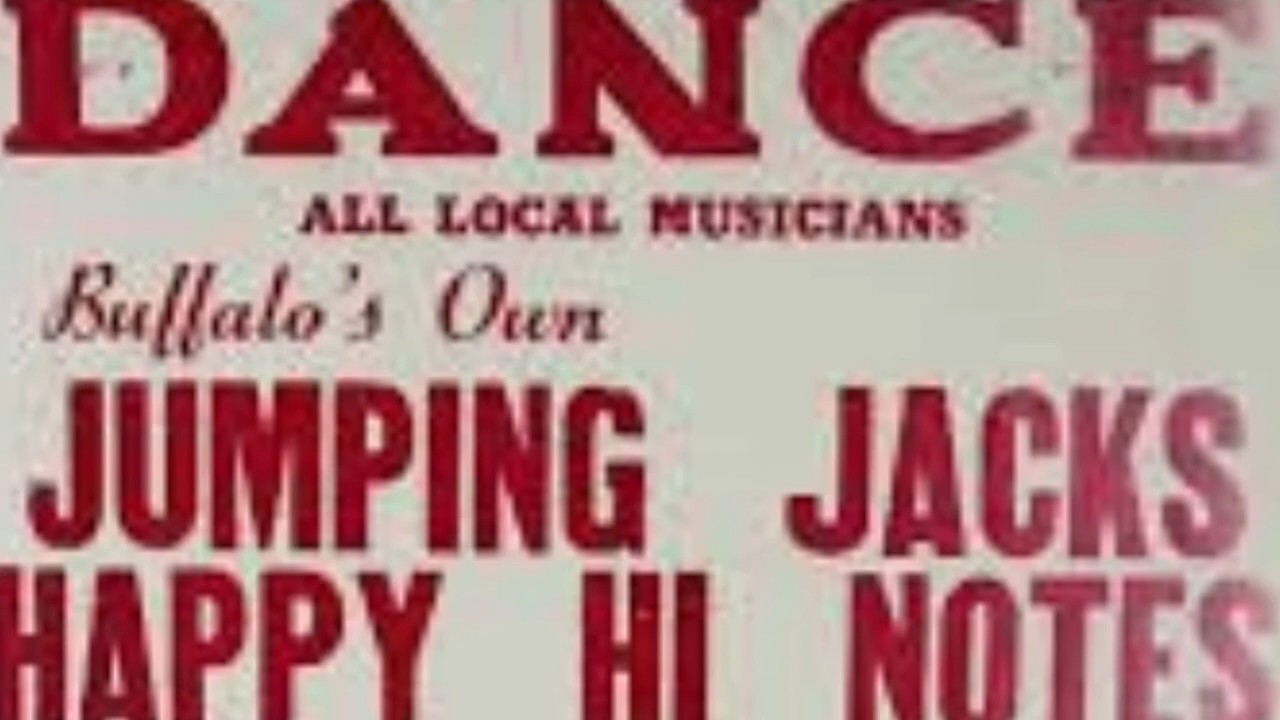 DANCE
ALL LOCAL MUSICIANS
Buffalo's Own
JUMPING JACKS
HAPPY HI NOTES